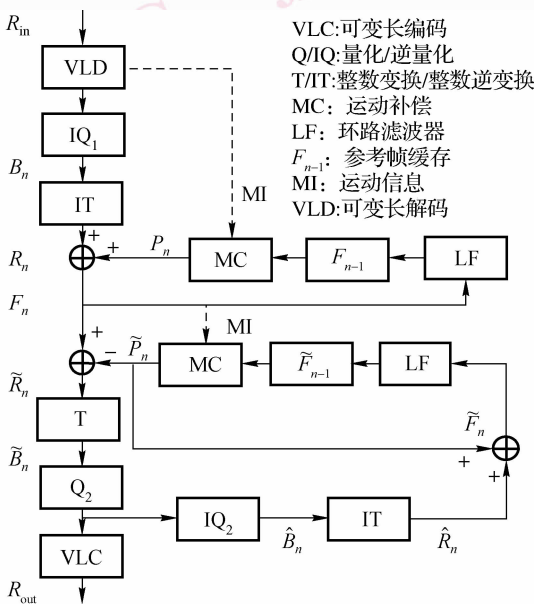 R_in
VLD
IQ₁
B_n
IT
R_n
F_n
MI
P_n
MC
F_{n-1}
LF
MI
P̃_n
MC
F̃_{n-1}
LF
R̃_n
T
B̃_n
Q₂
VLC
R_out
IQ₂
B̂_n
IT
R̂_n
F̃_n
+
+
+
−
+
+
VLC:可变长编码
Q/IQ:量化/逆量化
T/IT:整数变换/整数逆变换
MC：运动补偿
LF：环路滤波器
F_{n-1}：参考帧缓存
MI：运动信息
VLD:可变长解码